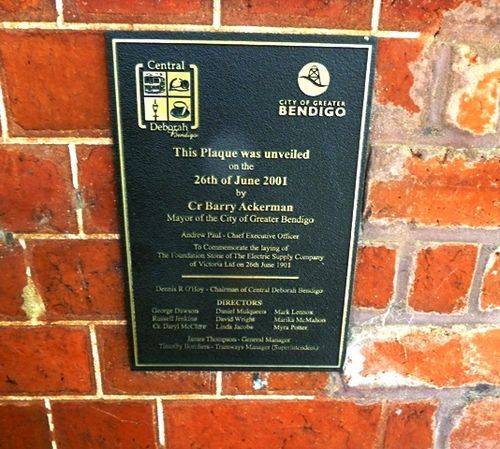 Central
Deborah
Bendigo
CITY OF GREATER
BENDIGO
This Plaque was unveiled
on the
26th of June 2001
by
Cr Barry Ackerman
Mayor of the City of Greater Bendigo
Andrew Paul - Chief Executive Officer
To Commemorate the laying of
The Foundation Stone of The Electric Supply Company
of Victoria Ltd on 26th June 1901
Dennis R O'Hoy - Chairman of Central Deborah Bendigo
DIRECTORS
George Dawson Daniel Mulqueen Mark Lennox
Russell Jenkins David Wright Marika McMahon
Cr. Daryl McClure Linda Jacobs Myra Potter
James Thompson - General Manager
Timothy Borchers - Tramways Manager (Superintendent)